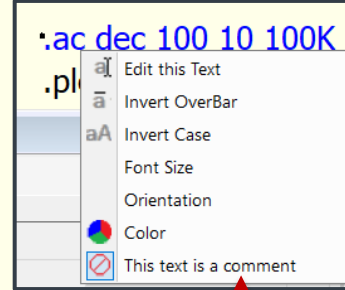 .ac dec 100 10 100K
.pl
Edit this Text
Invert OverBar
Invert Case
Font Size
Orientation
Color
This text is a comment